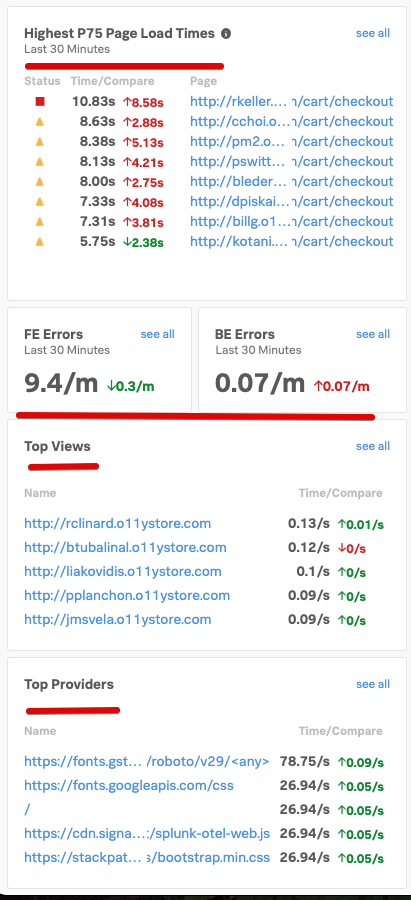 Highest P75 Page Load Times see all
Last 30 Minutes
Status Time/Compare Page
10.83s ↑8.58s http://rkeller.… n/cart/checkout
8.63s ↑2.88s http://cchoi.o… n/cart/checkout
8.38s ↑5.13s http://pm2.o… n/cart/checkout
8.13s ↑4.21s http://pswitt… n/cart/checkout
8.00s ↑2.75s http://bleder… n/cart/checkout
7.33s ↑4.08s http://dpiskai… n/cart/checkout
7.31s ↑3.81s http://billg.o1… n/cart/checkout
5.75s ↓2.38s http://kotani.… n/cart/checkout
FE Errors see all
Last 30 Minutes
9.4/m ↓0.3/m
BE Errors see all
Last 30 Minutes
0.07/m ↑0.07/m
Top Views see all
Name Time/Compare
http://rclinard.o11ystore.com 0.13/s ↑0.01/s
http://btubalinal.o11ystore.com 0.12/s ↓0/s
http://liakovidis.o11ystore.com 0.1/s ↑0/s
http://pplanchon.o11ystore.com 0.09/s ↑0/s
http://jmsvela.o11ystore.com 0.09/s ↑0/s
Top Providers see all
Name Time/Compare
https://fonts.gst… /roboto/v29/<any> 78.75/s ↑0.09/s
https://fonts.googleapis.com/css 26.94/s ↑0.05/s
/ 26.94/s ↑0.05/s
https://cdn.signa…:/splunk-otel-web.js 26.94/s ↑0.05/s
https://stackpat… s/bootstrap.min.css 26.94/s ↑0.05/s